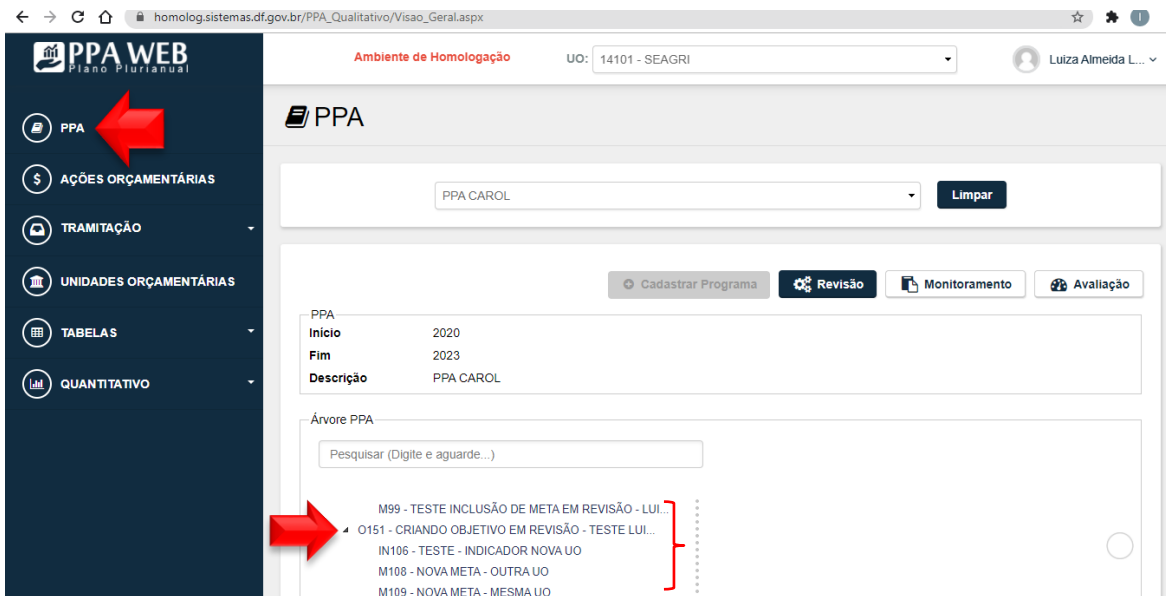 homolog.sistemas.df.gov.br/PPA_Qualitativo/Visao_Geral.aspx
I
PPA WEB
Plano Plurianual
Ambiente de Homologação
UO: 14101 - SEAGRI
Luiza Almeida L...
PPA
AÇÕES ORÇAMENTÁRIAS
TRAMITAÇÃO
UNIDADES ORÇAMENTÁRIAS
TABELAS
QUANTITATIVO
PPA
PPA CAROL
Limpar
Cadastrar Programa
Revisão
Monitoramento
Avaliação
PPA
Início 2020
Fim 2023
Descrição PPA CAROL
Árvore PPA
Pesquisar (Digite e aguarde...)
M99 - TESTE INCLUSÃO DE META EM REVISÃO - LUI...
O151 - CRIANDO OBJETIVO EM REVISÃO - TESTE LUI...
IN106 - TESTE - INDICADOR NOVA UO
M108 - NOVA META - OUTRA UO
M109 - NOVA META - MESMA UO